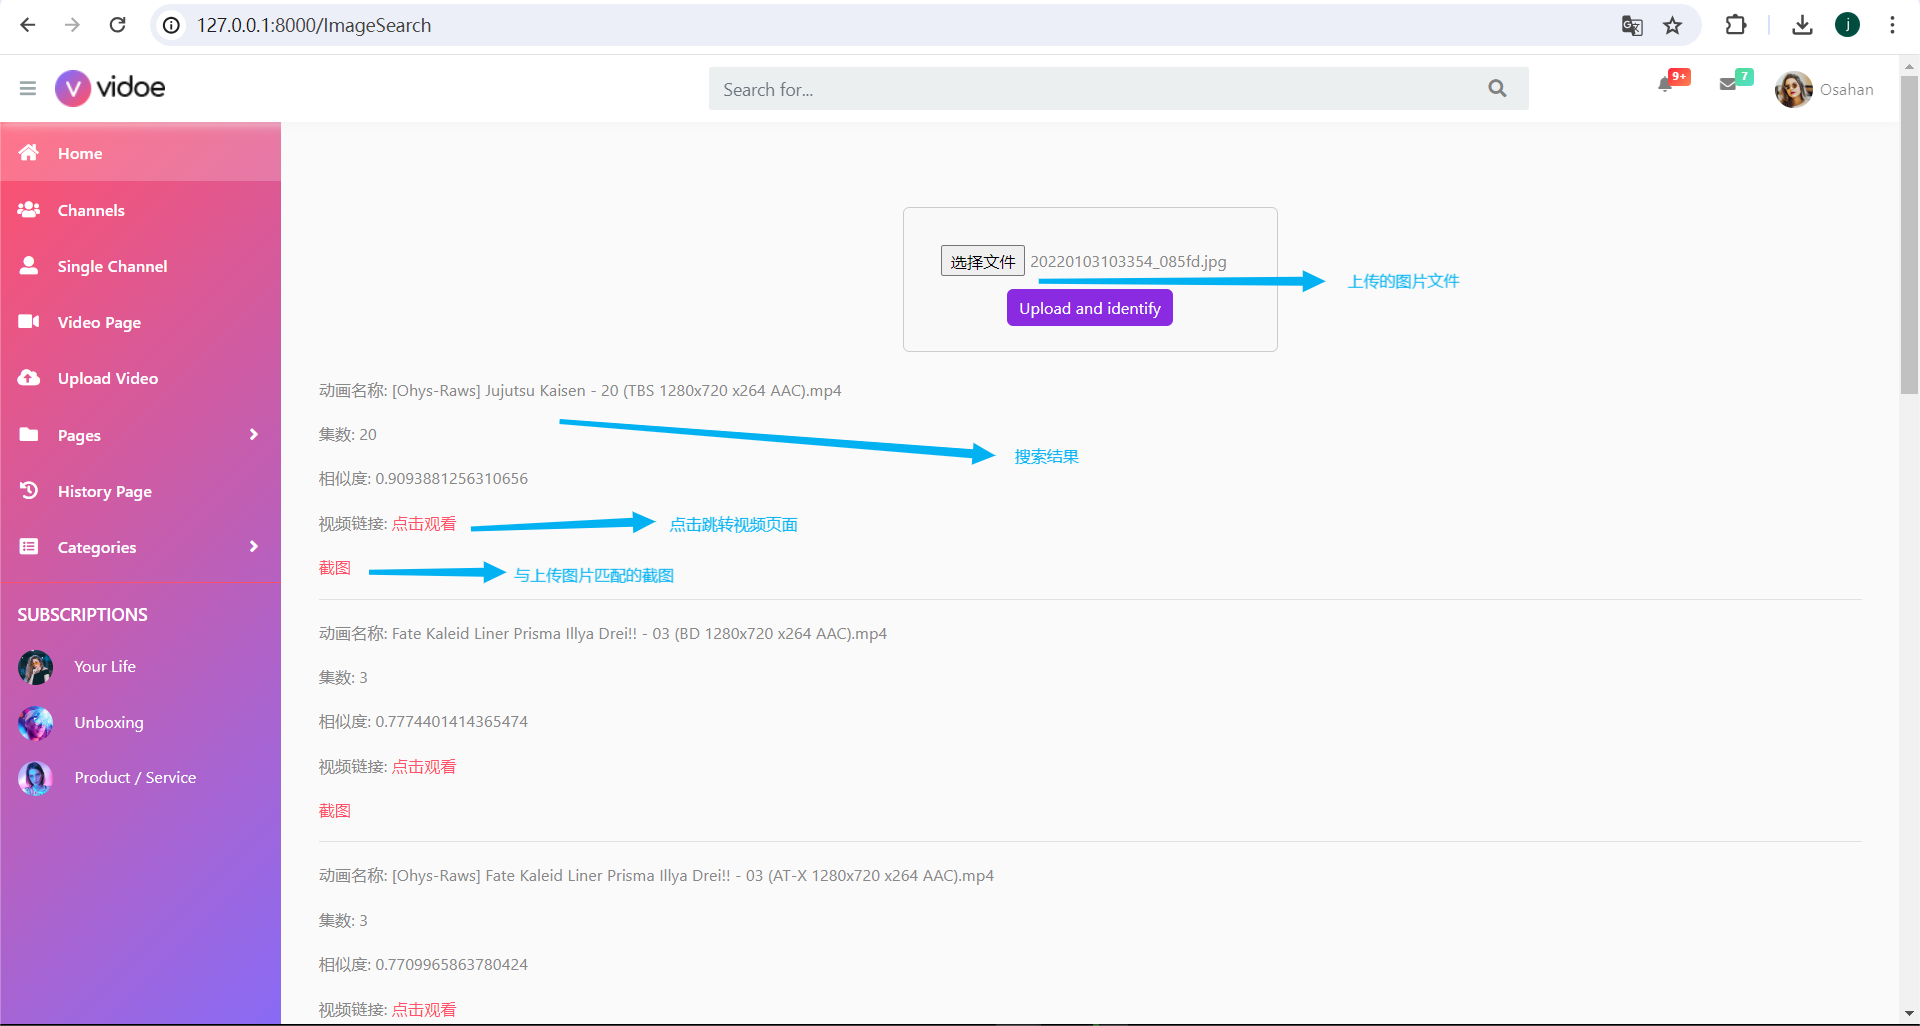 127.0.0.1:8000/ImageSearch
j
V vidoe
Search for...
9+
7
Osahan
Home
Channels
Single Channel
Video Page
Upload Video
Pages
History Page
Categories
SUBSCRIPTIONS
Your Life
Unboxing
Product / Service
选择文件 20220103103354_085fd.jpg
上传的图片文件
Upload and identify
动画名称: [Ohys-Raws] Jujutsu Kaisen - 20 (TBS 1280x720 x264 AAC).mp4
集数: 20
搜索结果
相似度: 0.9093881256310656
视频链接: 点击观看
点击跳转视频页面
截图
与上传图片匹配的截图
动画名称: Fate Kaleid Liner Prisma Illya Drei!! - 03 (BD 1280x720 x264 AAC).mp4
集数: 3
相似度: 0.7774401414365474
视频链接: 点击观看
截图
动画名称: [Ohys-Raws] Fate Kaleid Liner Prisma Illya Drei!! - 03 (AT-X 1280x720 x264 AAC).mp4
集数: 3
相似度: 0.7709965863780424
视频链接: 点击观看